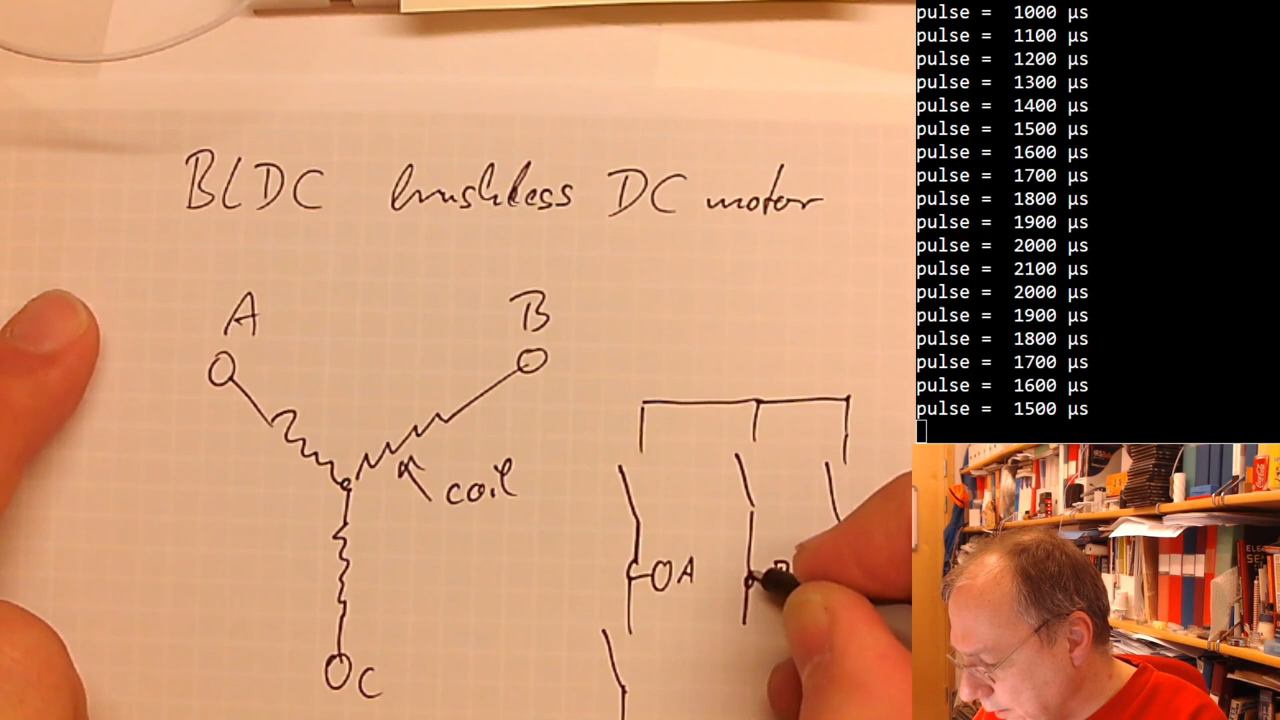 BLDC brushless DC motor
A
B
coil
A
C
pulse = 1000 µs
pulse = 1100 µs
pulse = 1200 µs
pulse = 1300 µs
pulse = 1400 µs
pulse = 1500 µs
pulse = 1600 µs
pulse = 1700 µs
pulse = 1800 µs
pulse = 1900 µs
pulse = 2000 µs
pulse = 2100 µs
pulse = 2000 µs
pulse = 1900 µs
pulse = 1800 µs
pulse = 1700 µs
pulse = 1600 µs
pulse = 1500 µs